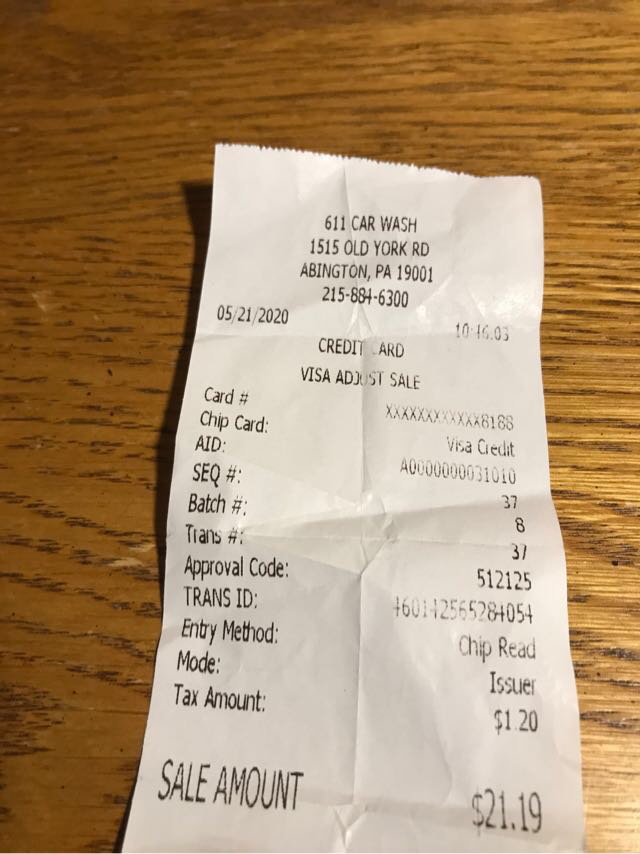 611 CAR WASH
1515 OLD YORK RD
ABINGTON, PA 19001
215-884-6300
05/21/2020 10:16:03
CREDIT CARD
VISA ADJUST SALE
Card # XXXXXXXXXXXX8188
Chip Card: Visa Credit
AID: A0000000031010
SEQ #: 37
Batch #: 8
Trans #: 37
Approval Code: 512125
TRANS ID: 460142565284054
Entry Method: Chip Read
Mode: Issuer
Tax Amount: $1.20
SALE AMOUNT $21.19